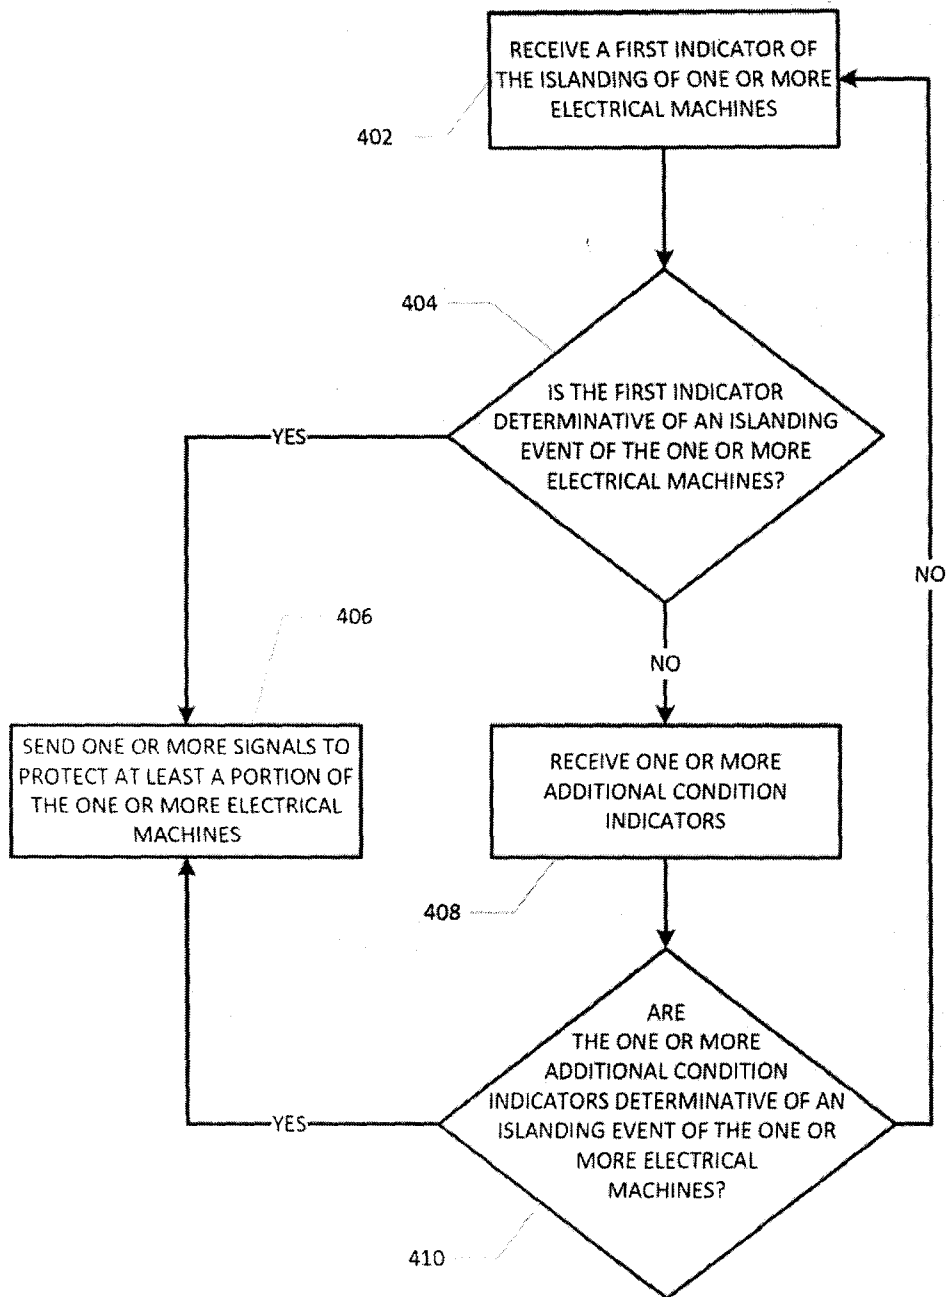 RECEIVE A FIRST INDICATOR OF
THE ISLANDING OF ONE OR MORE
ELECTRICAL MACHINES
402
404
IS THE FIRST INDICATOR
DETERMINATIVE OF AN ISLANDING
EVENT OF THE ONE OR MORE
ELECTRICAL MACHINES?
YES
NO
NO
406
SEND ONE OR MORE SIGNALS TO
PROTECT AT LEAST A PORTION OF
THE ONE OR MORE ELECTRICAL
MACHINES
RECEIVE ONE OR MORE
ADDITIONAL CONDITION
INDICATORS
408
ARE
THE ONE OR MORE
ADDITIONAL CONDITION
INDICATORS DETERMINATIVE OF AN
ISLANDING EVENT OF THE ONE OR
MORE ELECTRICAL
MACHINES?
YES
410